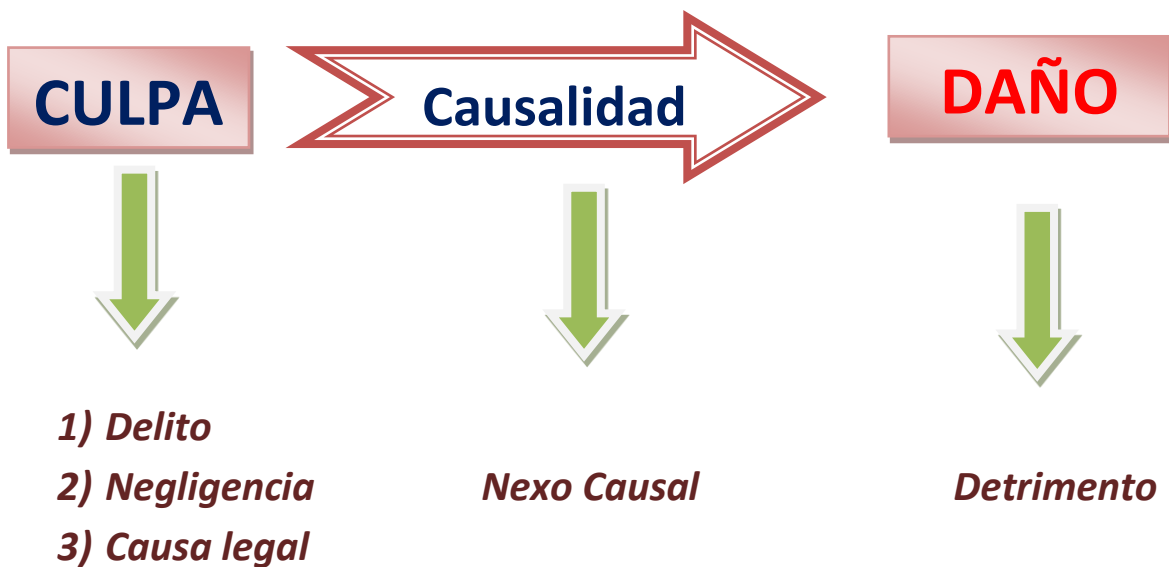 CULPA
Causalidad
DAÑO
1) Delito
2) Negligencia
3) Causa legal
Nexo Causal
Detrimento